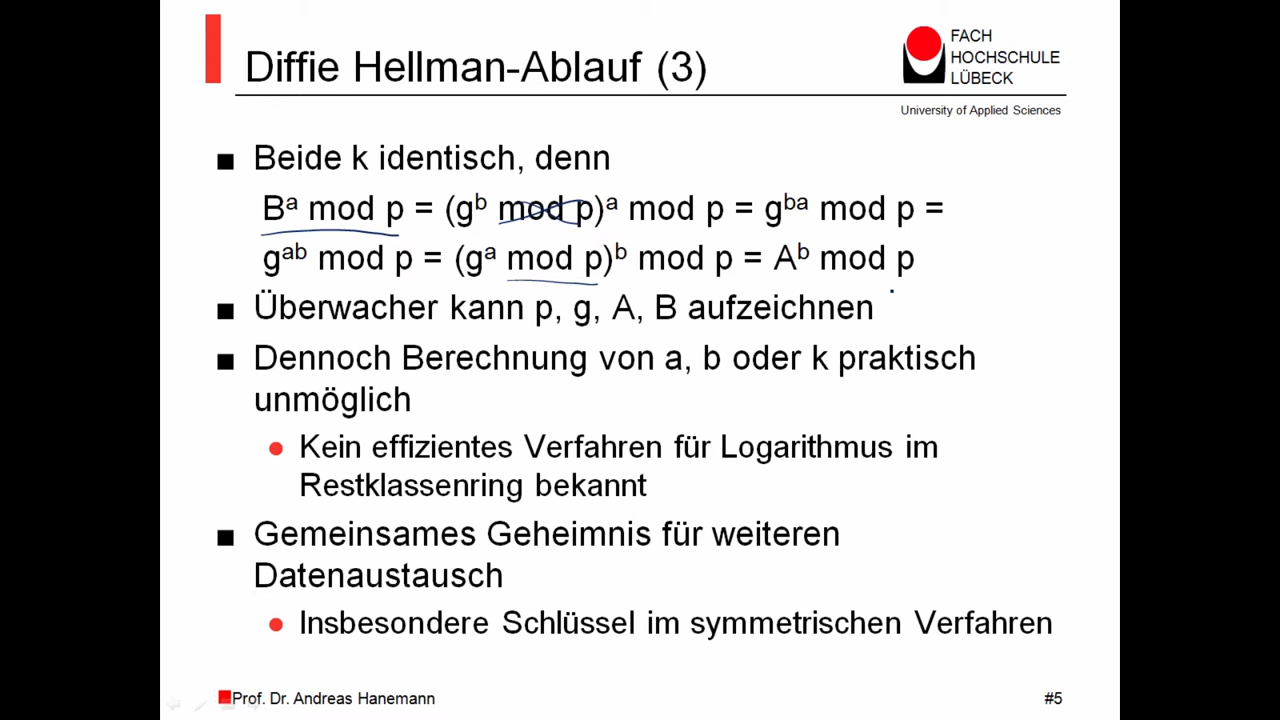 Diffie Hellman-Ablauf (3)
FACH
HOCHSCHULE
LÜBECK
University of Applied Sciences
■ Beide k identisch, denn
Bᵃ mod p = (gᵇ mod p)ᵃ mod p = gᵇᵃ mod p =
gᵃᵇ mod p = (gᵃ mod p)ᵇ mod p = Aᵇ mod p
■ Überwacher kann p, g, A, B aufzeichnen
■ Dennoch Berechnung von a, b oder k praktisch
unmöglich
● Kein effizientes Verfahren für Logarithmus im
Restklassenring bekannt
■ Gemeinsames Geheimnis für weiteren
Datenaustausch
● Insbesondere Schlüssel im symmetrischen Verfahren
Prof. Dr. Andreas Hanemann
#5